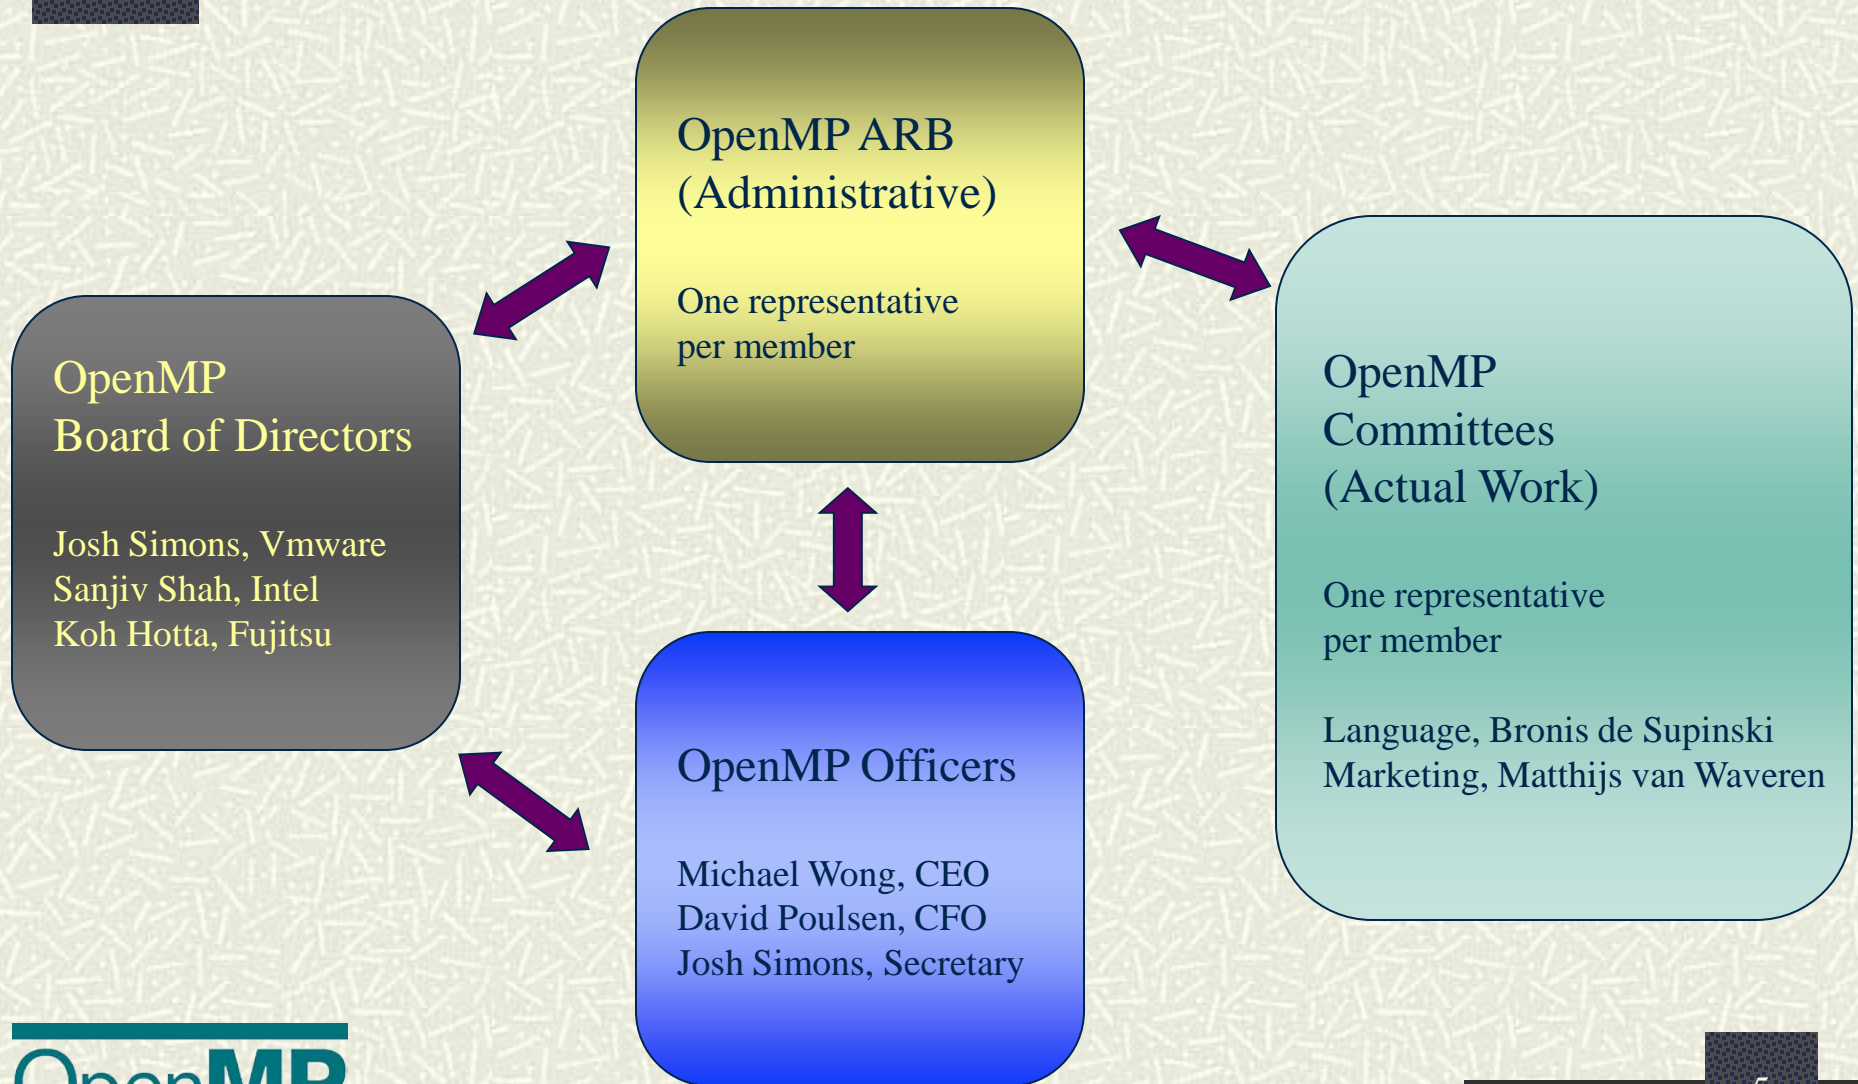 OpenMP ARB
(Administrative)
One representative
per member
OpenMP
Board of Directors
Josh Simons, Vmware
Sanjiv Shah, Intel
Koh Hotta, Fujitsu
OpenMP
Committees
(Actual Work)
One representative
per member
Language, Bronis de Supinski
Marketing, Matthijs van Waveren
OpenMP Officers
Michael Wong, CEO
David Poulsen, CFO
Josh Simons, Secretary
OpenMP